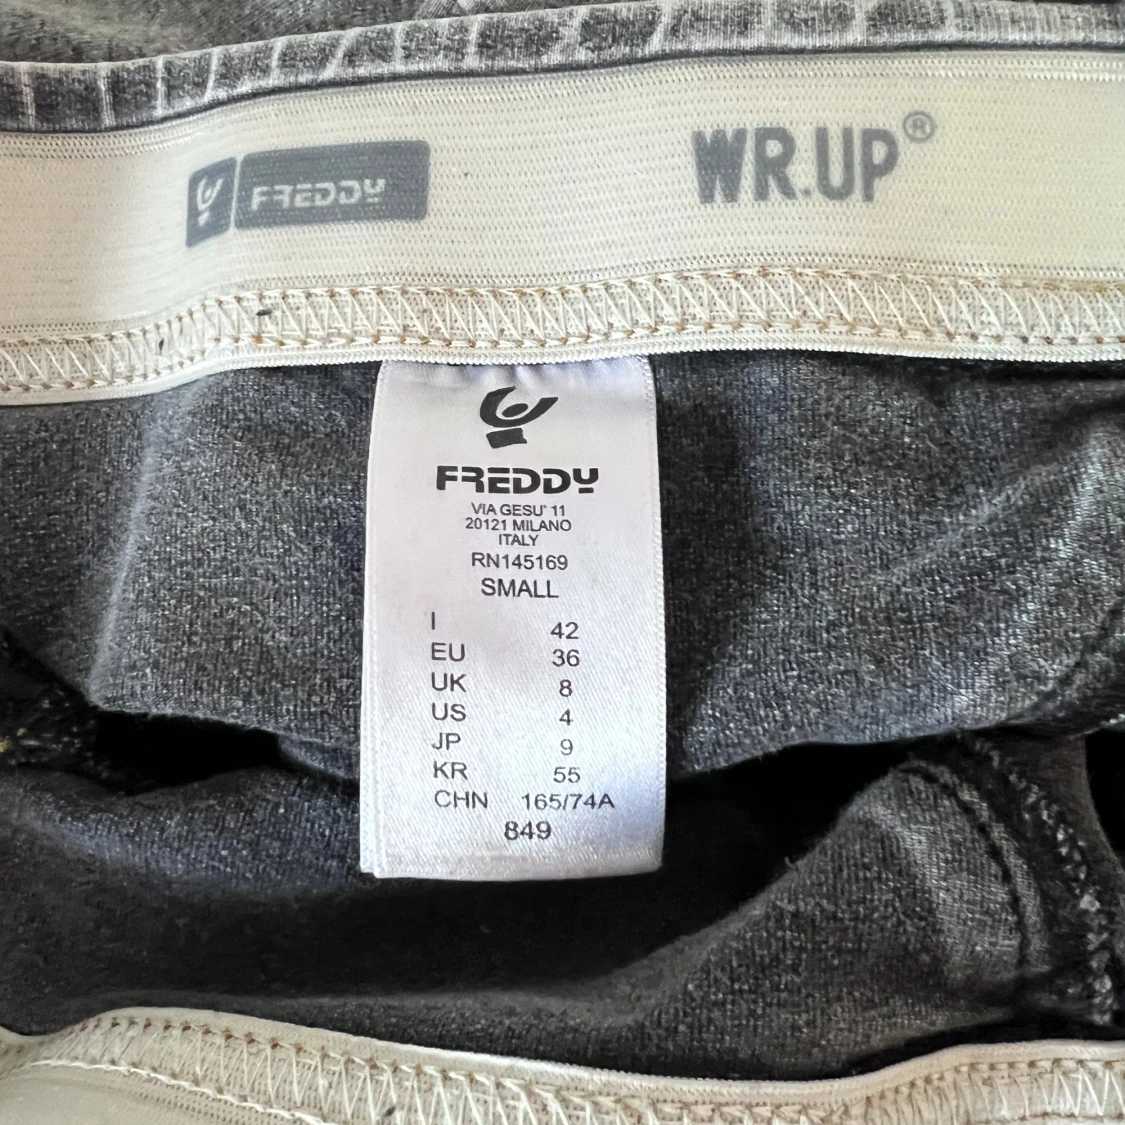 FREDDY WR.UP®
FREDDY
VIA GESU' 11
20121 MILANO
ITALY
RN145169
SMALL
I 42
EU 36
UK 8
US 4
JP 9
KR 55
CHN 165/74A
849